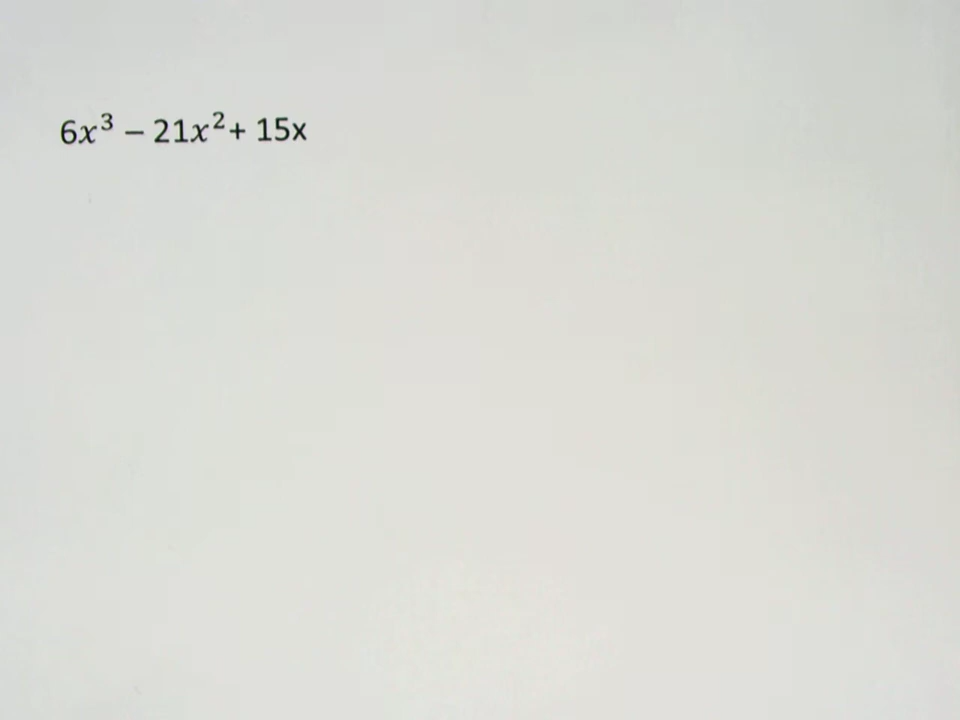 6x³ − 21x² + 15x